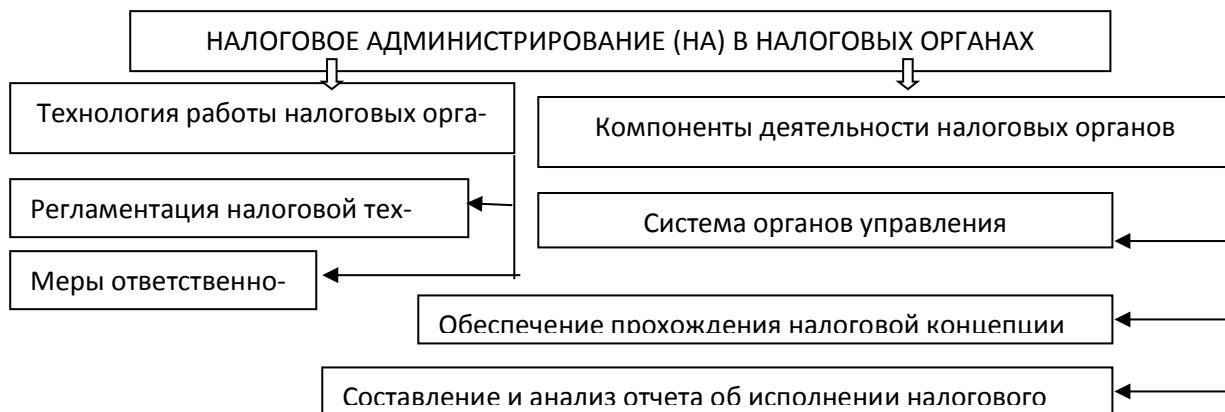 НАЛОГОВОЕ АДМИНИСТРИРОВАНИЕ (НА) В НАЛОГОВЫХ ОРГАНАХ
Технология работы налоговых орга-
Компоненты деятельности налоговых органов
Регламентация налоговой тех-
Система органов управления
Меры ответственно-
Обеспечение прохождения налоговой концепции
Составление и анализ отчета об исполнении налогового